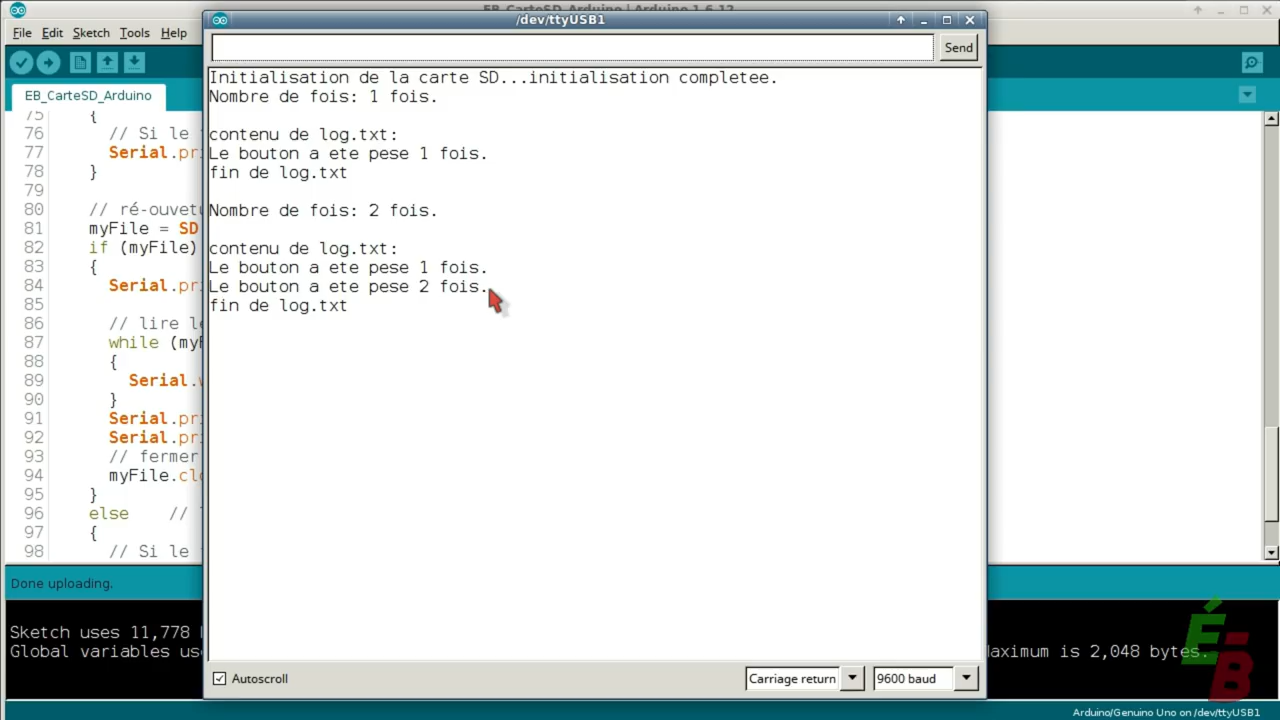 EB_CarteSD_Arduino | Arduino 1.6.12
/dev/ttyUSB1
File Edit Sketch Tools Help
Send
EB_CarteSD_Arduino
Initialisation de la carte SD...initialisation completee.
Nombre de fois: 1 fois.
contenu de log.txt:
Le bouton a ete pese 1 fois.
fin de log.txt
Nombre de fois: 2 fois.
contenu de log.txt:
Le bouton a ete pese 1 fois.
Le bouton a ete pese 2 fois.
fin de log.txt
75 {
76 // Si le
77 Serial.pr
78 }
79
80 // ré-ouvetu
81 myFile = SD
82 if (myFile)
83 {
84 Serial.pr
85
86 // lire le
87 while (myF
88 {
89 Serial.w
90 }
91 Serial.pri
92 Serial.pri
93 // fermer
94 myFile.clo
95 }
96 else //
97 {
98 // Si le
Autoscroll
Carriage return
9600 baud
Done uploading.
Sketch uses 11,778
Global variables use
Maximum is 2,048 bytes.
ÉB
Arduino/Genuino Uno on /dev/ttyUSB1